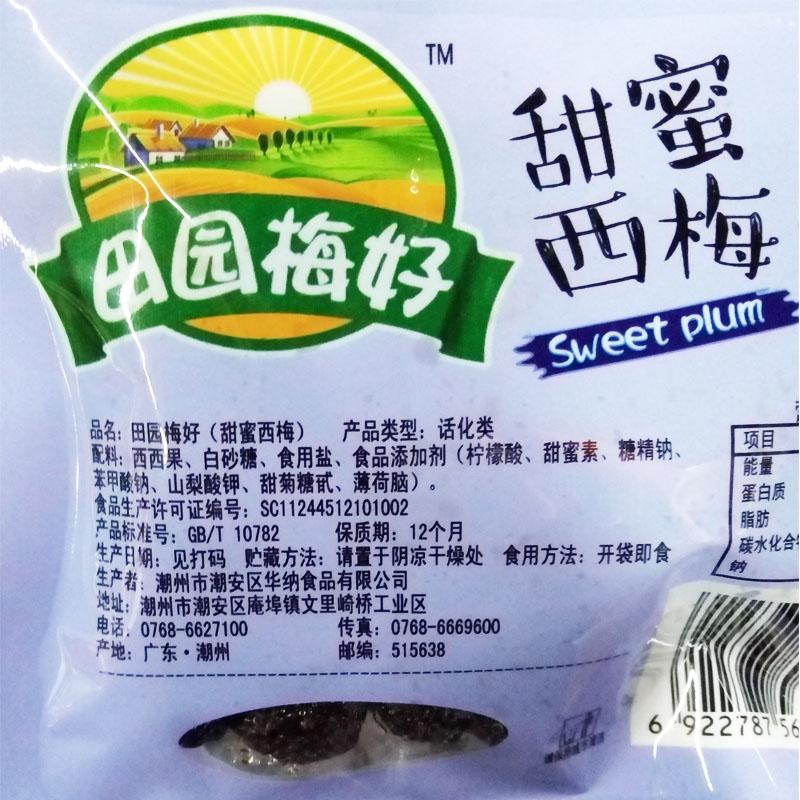 TM
田园梅好
甜蜜
西梅
Sweet plum
品名：田园梅好（甜蜜西梅） 产品类型：话化类
配料：西西果、白砂糖、食用盐、食品添加剂（柠檬酸、甜蜜素、糖精钠、
苯甲酸钠、山梨酸钾、甜菊糖甙、薄荷脑）。
食品生产许可证编号：SC11244512101002
产品标准号：GB/T 10782 保质期：12个月
生产日期：见打码 贮藏方法：请置于阴凉干燥处 食用方法：开袋即食
生产者：潮州市潮安区华纳食品有限公司
地址：潮州市潮安区庵埠镇文里崎桥工业区
电话：0768-6627100 传真：0768-6669600
产地：广东·潮州 邮编：515638
项目
能量
蛋白质
脂肪
碳水化合
钠
6 922787 56